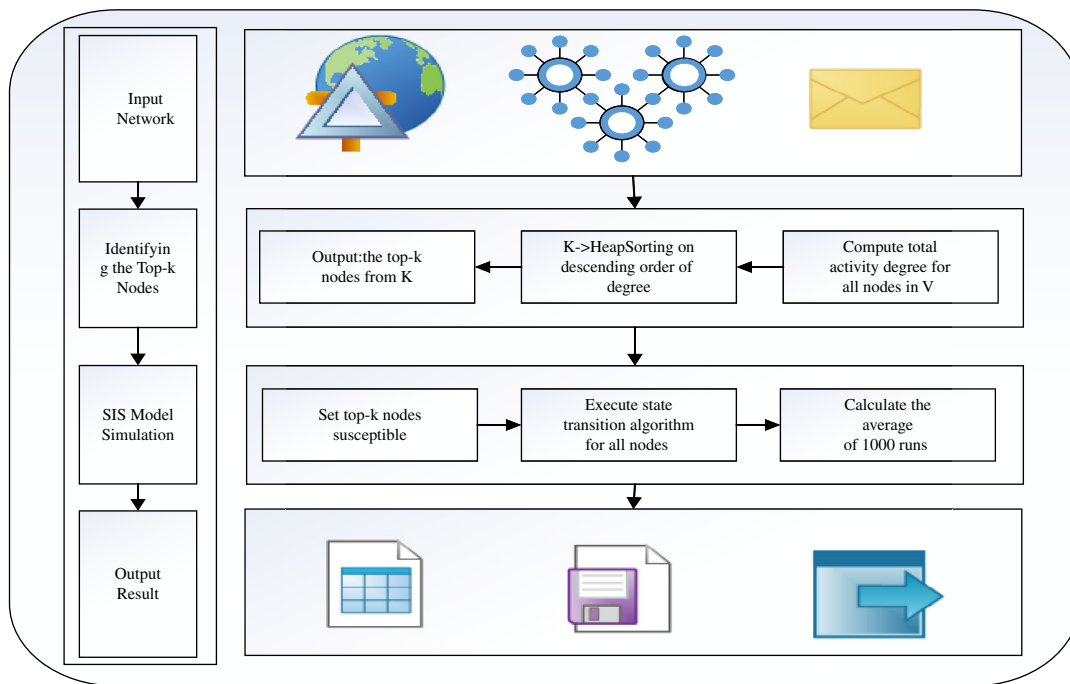 Input
Network
Identifyin
g the Top-k
Nodes
Output:the top-k
nodes from K
K->HeapSorting on
descending order of
degree
Compute total
activity degree for
all nodes in V
SIS Model
Simulation
Set top-k nodes
susceptible
Execute state
transition algorithm
for all nodes
Calculate the
average
of 1000 runs
Output
Result